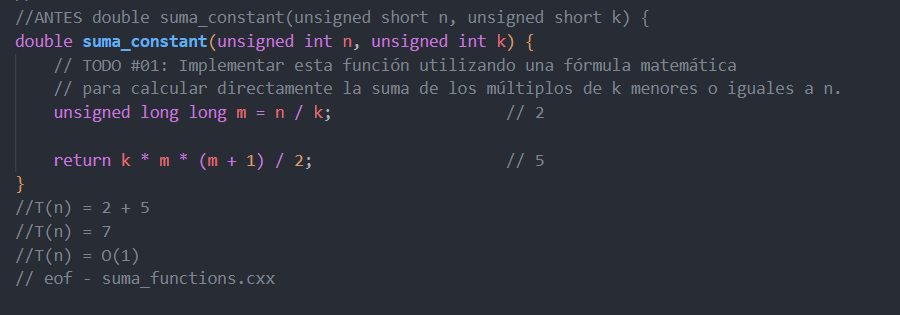 //ANTES double suma_constant(unsigned short n, unsigned short k) {
double suma_constant(unsigned int n, unsigned int k) {
    // TODO #01: Implementar esta función utilizando una fórmula matemática
    // para calcular directamente la suma de los múltiplos de k menores o iguales a n.
    unsigned long long m = n / k;                  // 2

    return k * m * (m + 1) / 2;                    // 5
}
//T(n) = 2 + 5
//T(n) = 7
//T(n) = O(1)
// eof - suma_functions.cxx